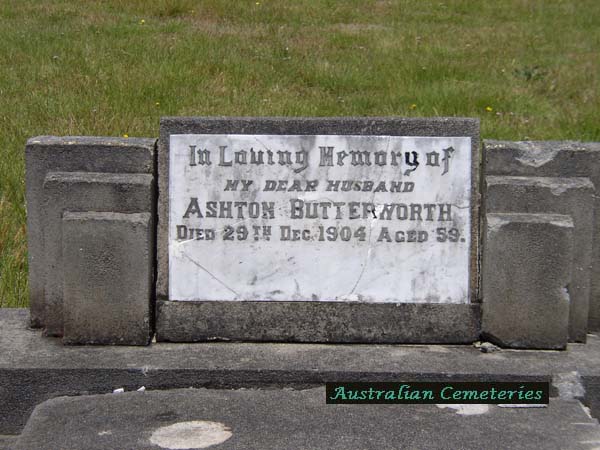 In Loving Memory of
MY DEAR HUSBAND
ASHTON BUTTERWORTH
DIED 29TH DEC. 1904 AGED 59.
Australian Cemeteries